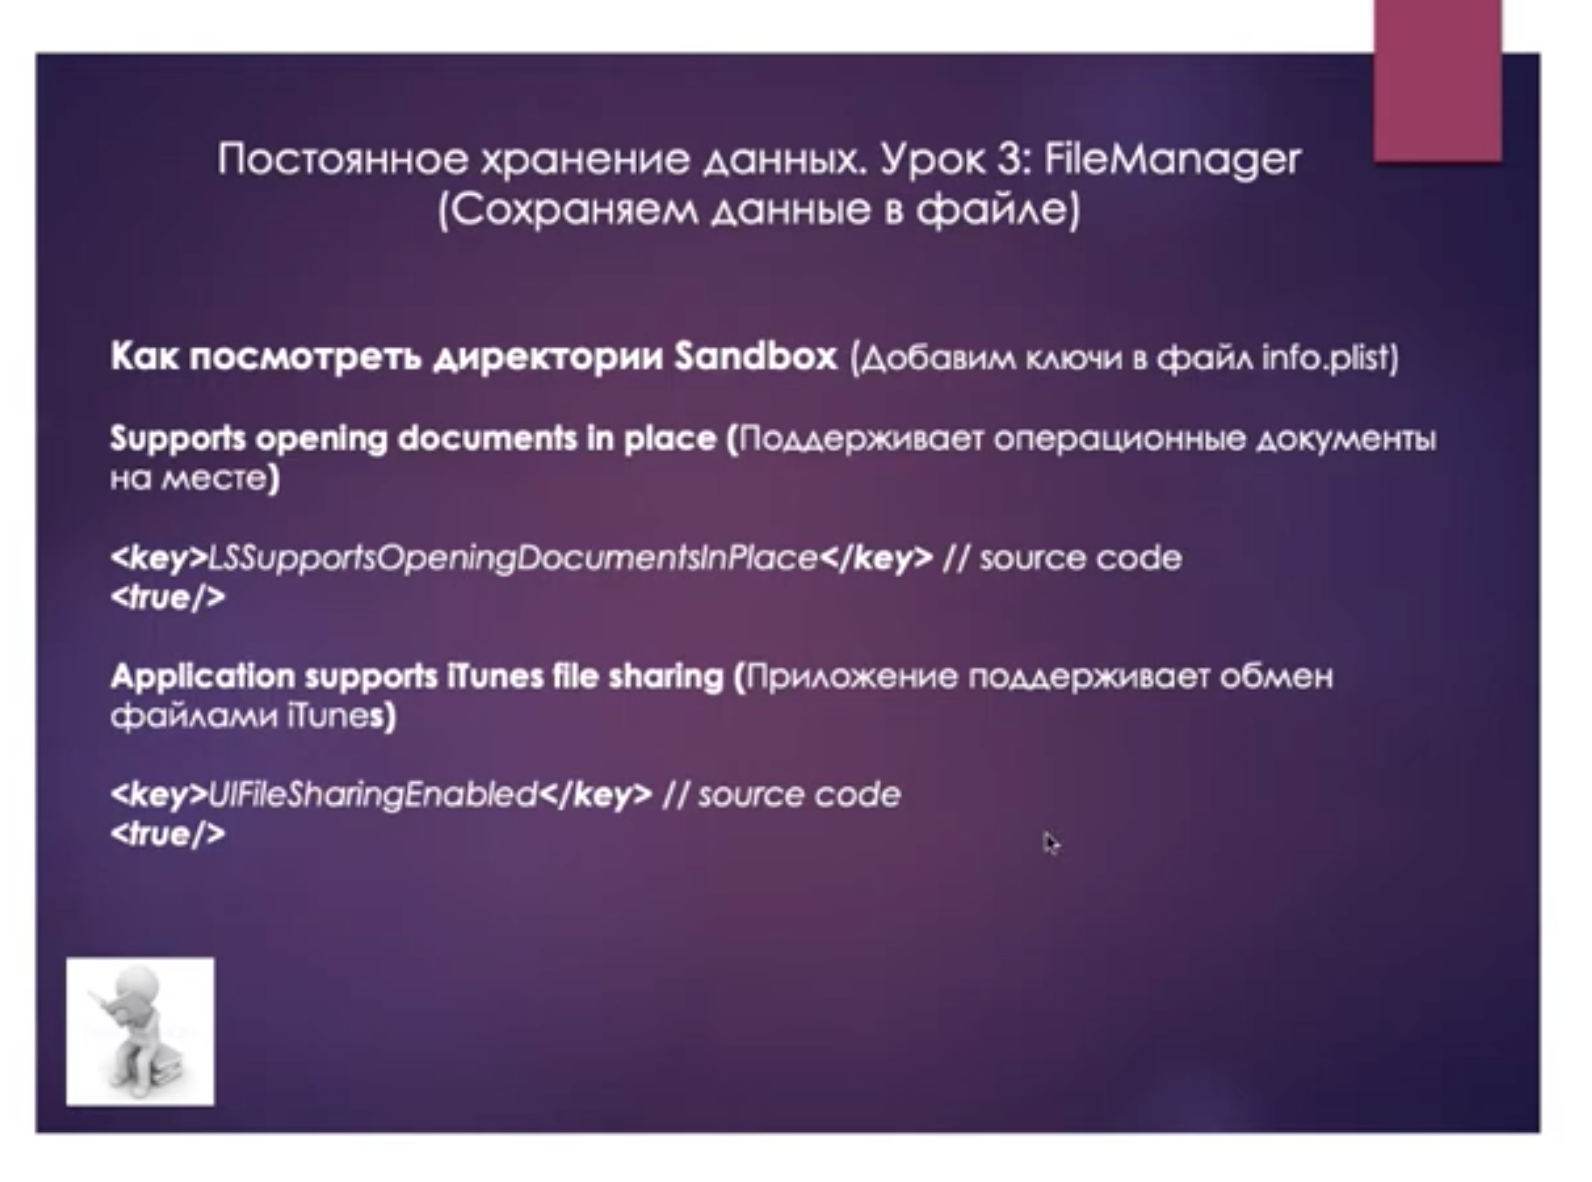 Постоянное хранение данных. Урок 3: FileManager
(Сохраняем данные в файле)
Как посмотреть директории Sandbox (Добавим ключи в файл info.plist)
Supports opening documents in place (Поддерживает операционные документы
на месте)
<key>LSSupportsOpeningDocumentsInPlace</key> // source code
<true/>
Application supports iTunes file sharing (Приложение поддерживает обмен
файлами iTunes)
<key>UIFileSharingEnabled</key> // source code
<true/>